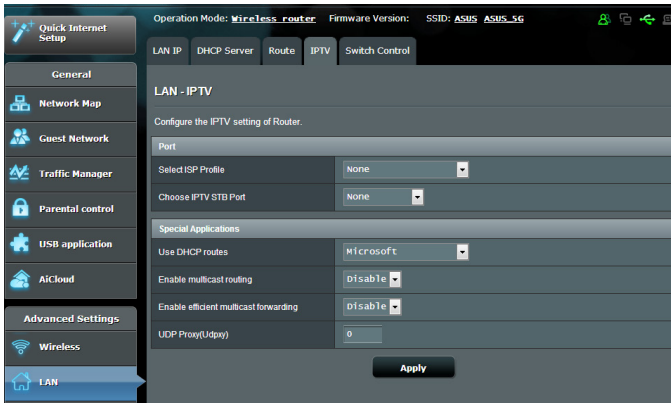 Quick Internet Setup
Operation Mode: Wireless router Firmware Version: SSID: ASUS ASUS_5G
LAN IP DHCP Server Route IPTV Switch Control
General
Network Map
Guest Network
Traffic Manager
Parental control
USB application
AiCloud
Advanced Settings
Wireless
LAN
LAN - IPTV
Configure the IPTV setting of Router.
Port
Select ISP Profile None
Choose IPTV STB Port None
Special Applications
Use DHCP routes Microsoft
Enable multicast routing Disable
Enable efficient multicast forwarding Disable
UDP Proxy(Udpxy) 0
Apply